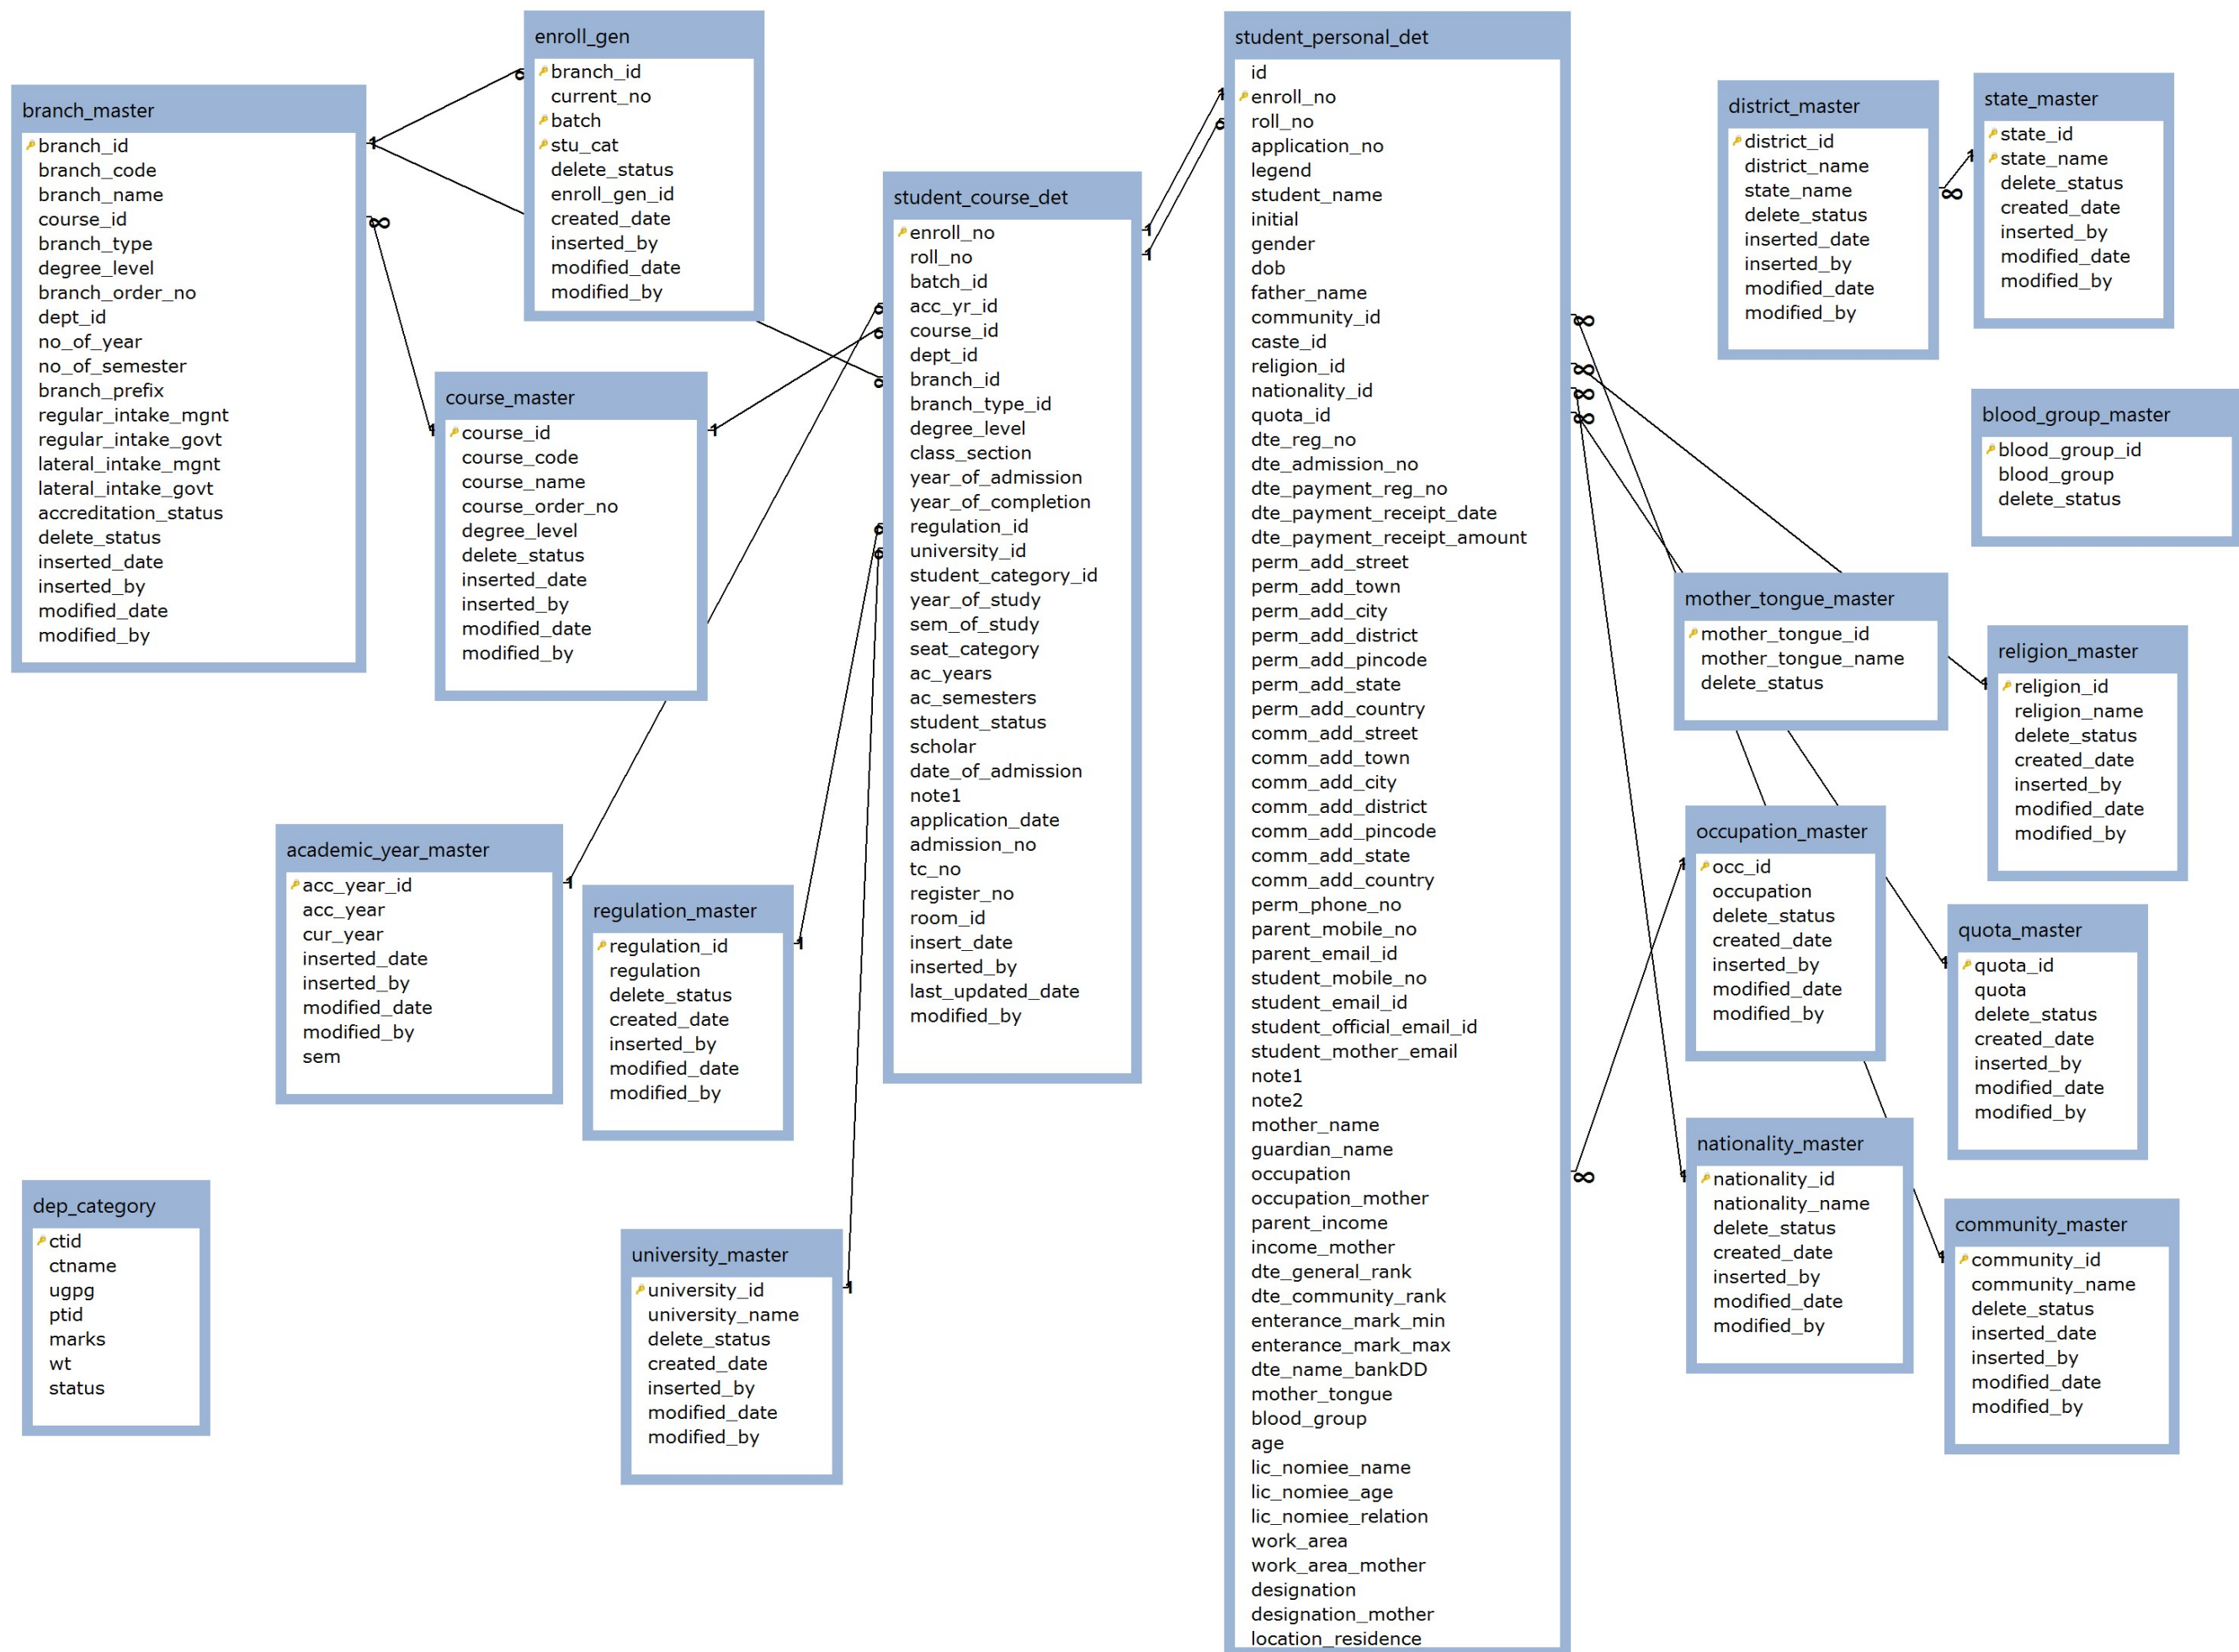 enroll_gen
branch_id
current_no
batch
stu_cat
delete_status
enroll_gen_id
created_date
inserted_by
modified_date
modified_by
branch_master
branch_id
branch_code
branch_name
course_id
branch_type
degree_level
branch_order_no
dept_id
no_of_year
no_of_semester
branch_prefix
regular_intake_mgnt
regular_intake_govt
lateral_intake_mgnt
lateral_intake_govt
accreditation_status
delete_status
inserted_date
inserted_by
modified_date
modified_by
course_master
course_id
course_code
course_name
course_order_no
degree_level
delete_status
inserted_date
inserted_by
modified_date
modified_by
academic_year_master
acc_year_id
acc_year
cur_year
inserted_date
inserted_by
modified_date
modified_by
sem
regulation_master
regulation_id
regulation
delete_status
created_date
inserted_by
modified_date
modified_by
dep_category
ctid
ctname
ugpg
ptid
marks
wt
status
university_master
university_id
university_name
delete_status
created_date
inserted_by
modified_date
modified_by
student_course_det
enroll_no
roll_no
batch_id
acc_yr_id
course_id
dept_id
branch_id
branch_type_id
degree_level
class_section
year_of_admission
year_of_completion
regulation_id
university_id
student_category_id
year_of_study
sem_of_study
seat_category
ac_years
ac_semesters
student_status
scholar
date_of_admission
note1
application_date
admission_no
tc_no
register_no
room_id
insert_date
inserted_by
last_updated_date
modified_by
student_personal_det
id
enroll_no
roll_no
application_no
legend
student_name
initial
gender
dob
father_name
community_id
caste_id
religion_id
nationality_id
quota_id
dte_reg_no
dte_admission_no
dte_payment_reg_no
dte_payment_receipt_date
dte_payment_receipt_amount
perm_add_street
perm_add_town
perm_add_city
perm_add_district
perm_add_pincode
perm_add_state
perm_add_country
comm_add_street
comm_add_town
comm_add_city
comm_add_district
comm_add_pincode
comm_add_state
comm_add_country
perm_phone_no
parent_mobile_no
parent_email_id
student_mobile_no
student_email_id
student_official_email_id
student_mother_email
note1
note2
mother_name
guardian_name
occupation
occupation_mother
parent_income
income_mother
dte_general_rank
dte_community_rank
enterance_mark_min
enterance_mark_max
dte_name_bankDD
mother_tongue
blood_group
age
lic_nomiee_name
lic_nomiee_age
lic_nomiee_relation
work_area
work_area_mother
designation
designation_mother
location_residence
district_master
district_id
district_name
state_name
delete_status
inserted_date
inserted_by
modified_date
modified_by
state_master
state_id
state_name
delete_status
created_date
inserted_by
modified_date
modified_by
blood_group_master
blood_group_id
blood_group
delete_status
mother_tongue_master
mother_tongue_id
mother_tongue_name
delete_status
religion_master
religion_id
religion_name
delete_status
created_date
inserted_by
modified_date
modified_by
occupation_master
occ_id
occupation
delete_status
created_date
inserted_by
modified_date
modified_by
quota_master
quota_id
quota
delete_status
created_date
inserted_by
modified_date
modified_by
nationality_master
nationality_id
nationality_name
delete_status
created_date
inserted_by
modified_date
modified_by
community_master
community_id
community_name
delete_status
inserted_date
inserted_by
modified_date
modified_by